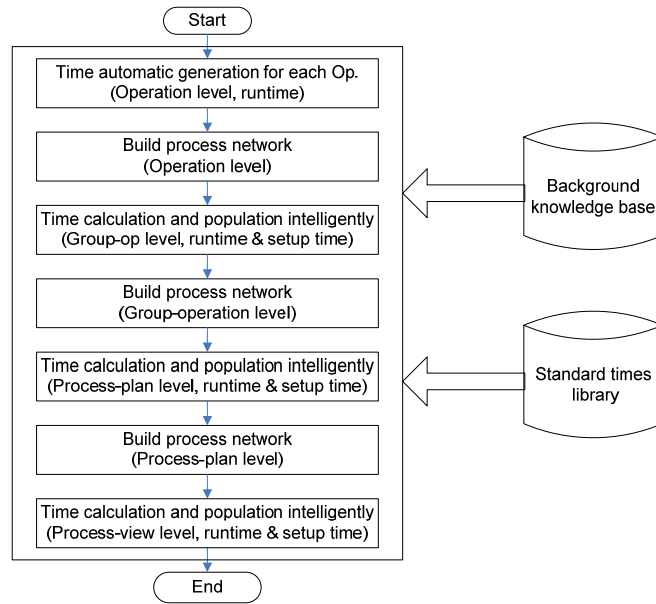 Start
Time automatic generation for each Op.
(Operation level, runtime)
Build process network
(Operation level)
Time calculation and population intelligently
(Group-op level, runtime & setup time)
Build process network
(Group-operation level)
Time calculation and population intelligently
(Process-plan level, runtime & setup time)
Build process network
(Process-plan level)
Time calculation and population intelligently
(Process-view level, runtime & setup time)
End
Background
knowledge base
Standard times
library